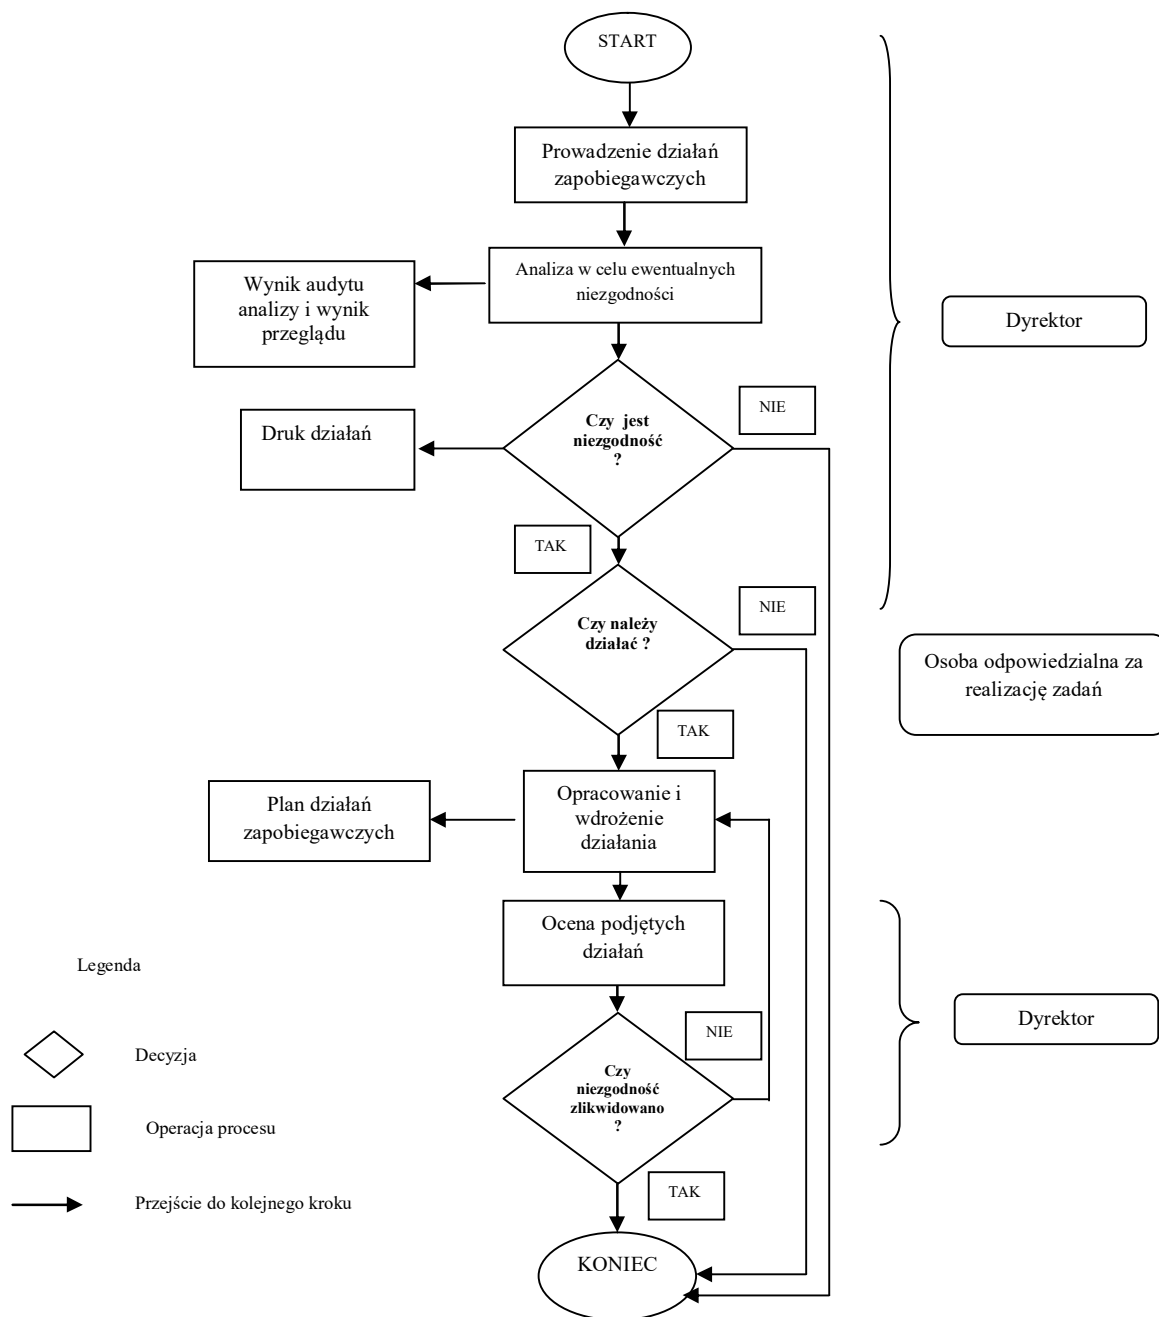 START
Prowadzenie działań
zapobiegawczych
Analiza w celu ewentualnych
niezgodności
Wynik audytu
analizy i wynik
przeglądu
Dyrektor
Czy jest
niezgodność
?
NIE
Druk działań
TAK
Czy należy
działać ?
NIE
Osoba odpowiedzialna za
realizację zadań
TAK
Opracowanie i
wdrożenie
działania
Plan działań
zapobiegawczych
Ocena podjętych
działań
Dyrektor
NIE
Czy
niezgodność
zlikwidowano
?
TAK
KONIEC
Legenda
Decyzja
Operacja procesu
Przejście do kolejnego kroku